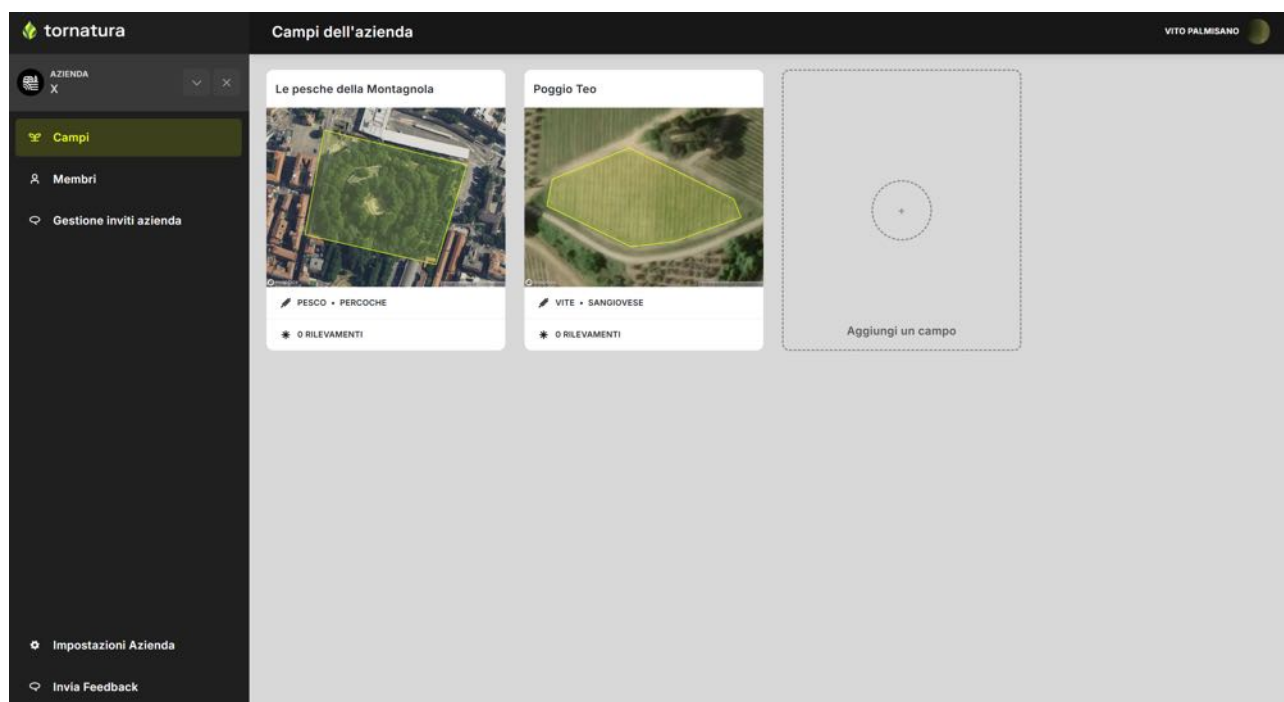 tornatura
Campi dell'azienda
VITO PALMISANO
AZIENDA
X
Campi
Membri
Gestione inviti azienda
Impostazioni Azienda
Invia Feedback
Le pesche della Montagnola
PESCO • PERCOCHE
0 RILEVAMENTI
Poggio Teo
VITE • SANGIOVESE
0 RILEVAMENTI
Aggiungi un campo